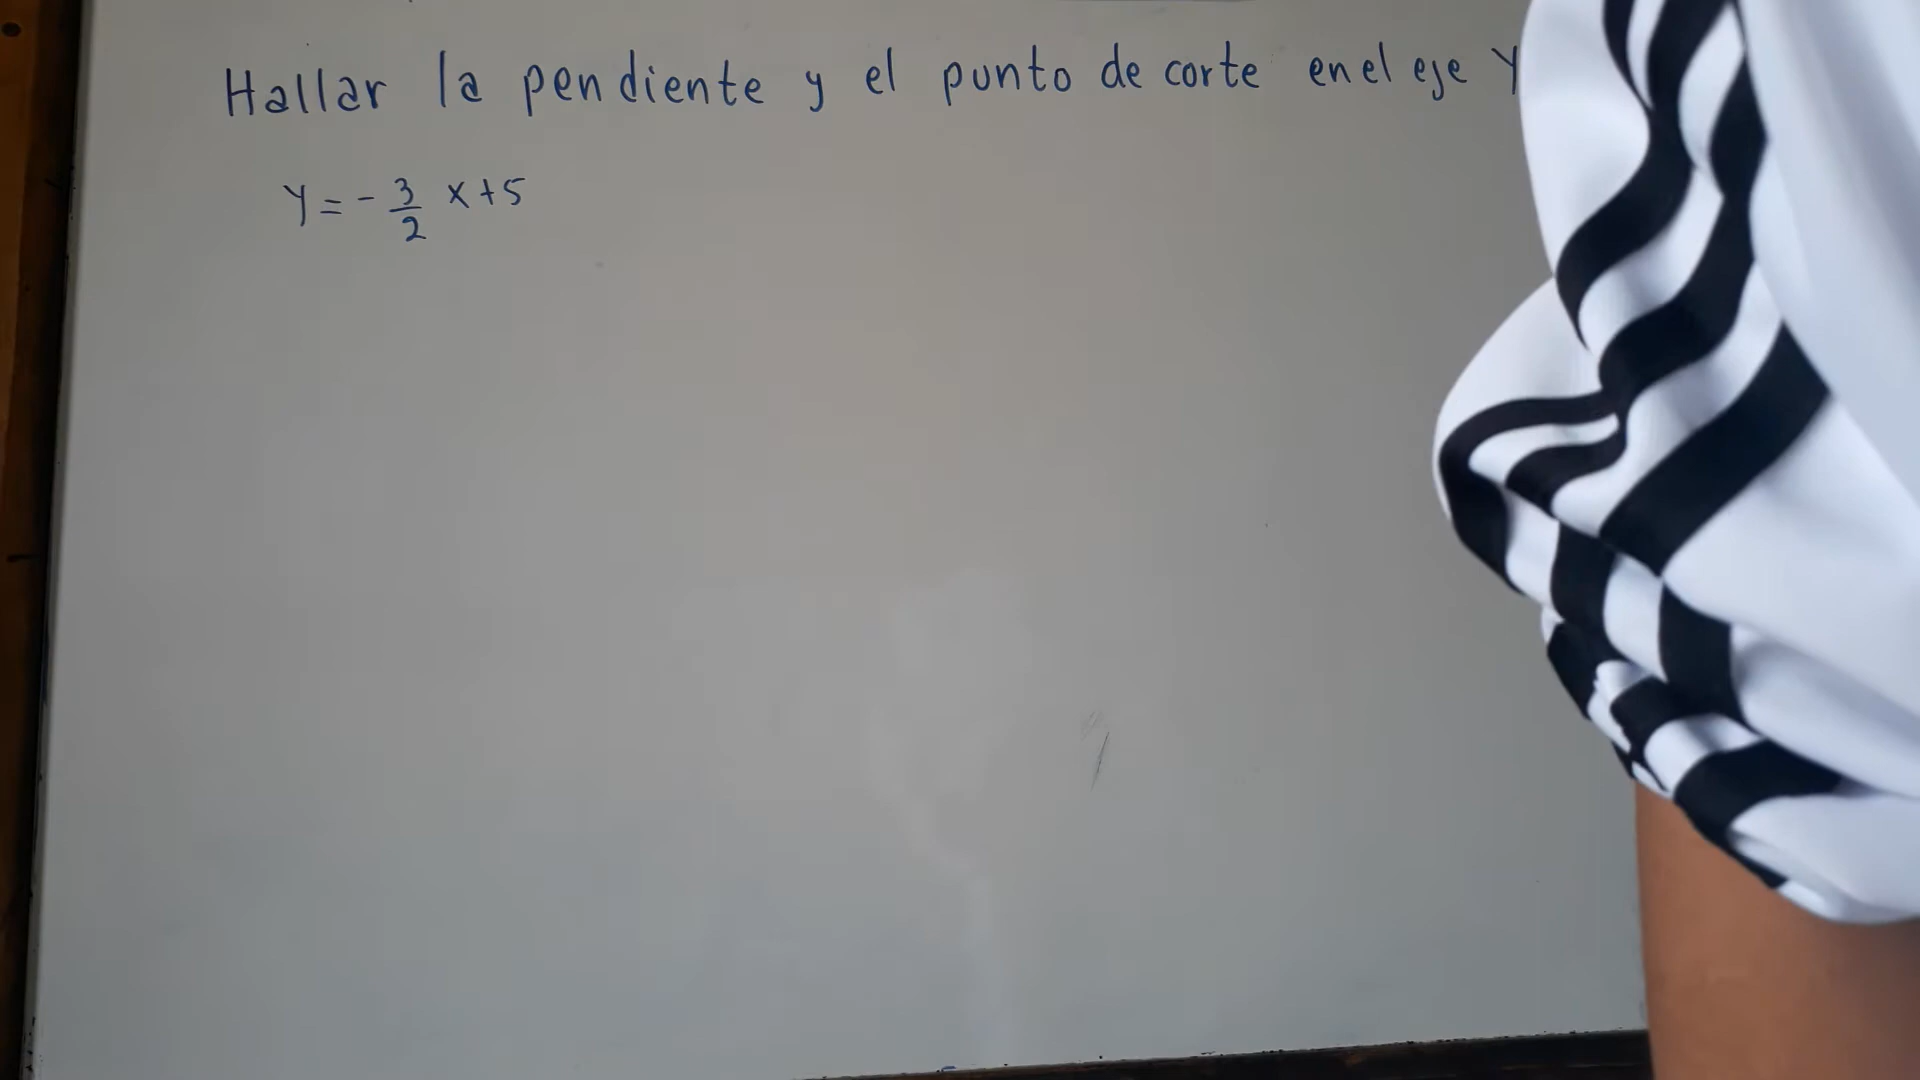 Hallar la pendiente y el punto de corte en el eje Y
Y = - 3/2 x + 5